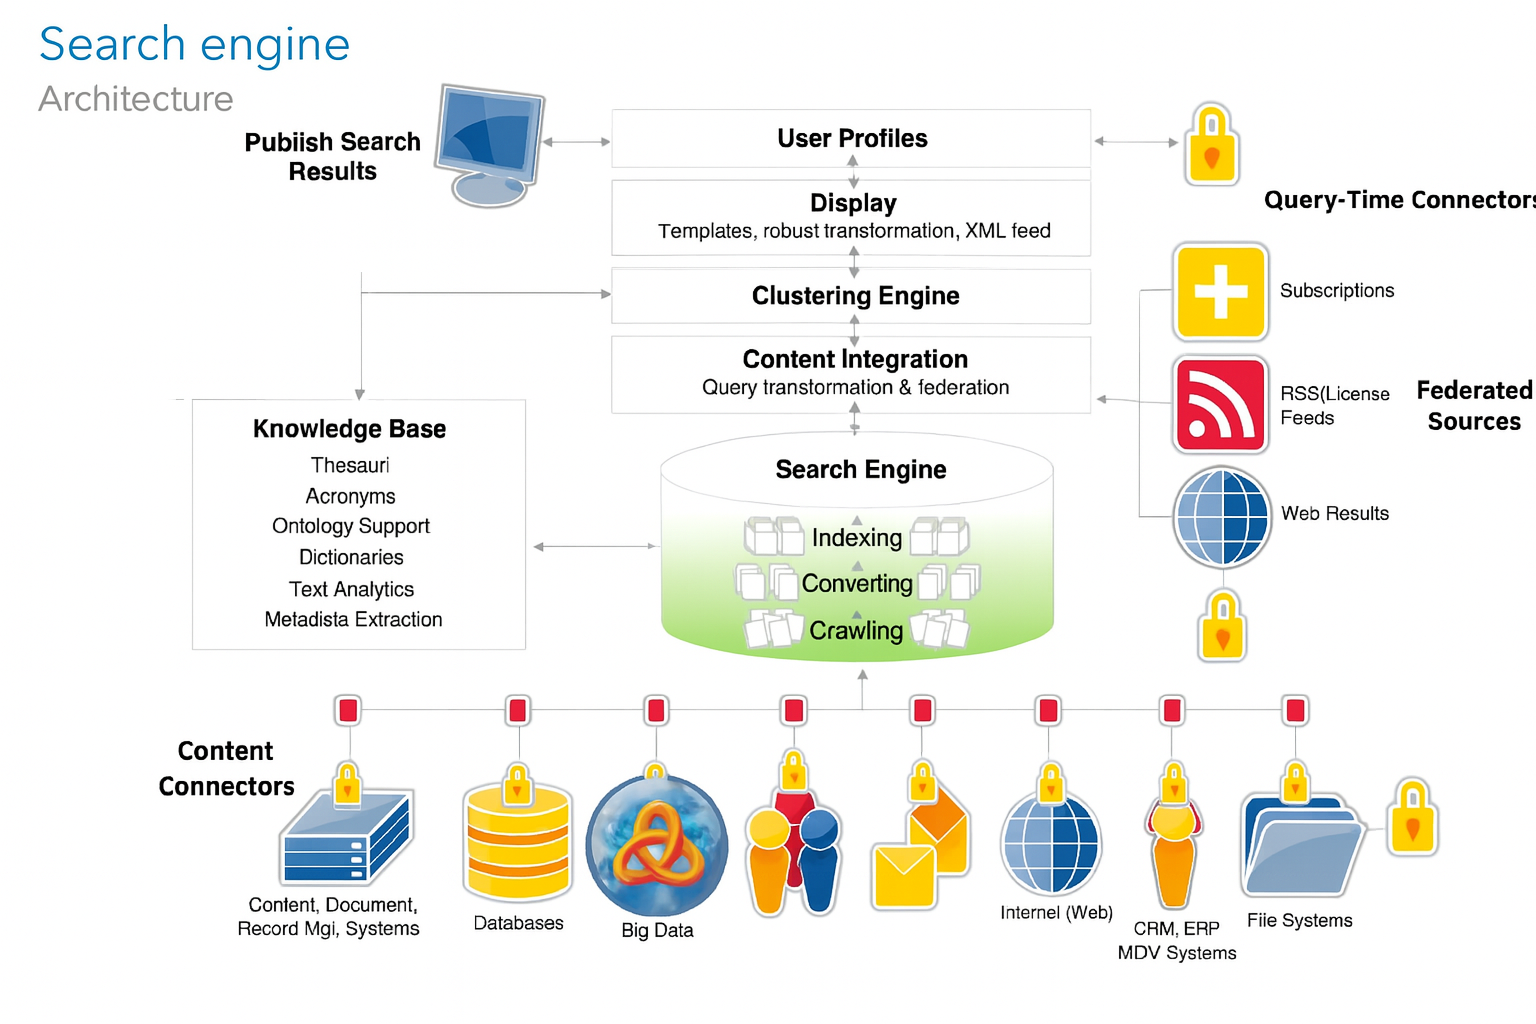 Search engine
Architecture
Pubiish Search
Results
User Profiles
Display
Templates, robust transformation, XML feed
Clustering Engine
Content Integration
Query transtormation & federation
Query-Time Connectors
Subscriptions
RSS(License
Feeds
Federated
Sources
Web Results
Knowledge Base
Thesauri
Acronyms
Ontology Support
Dictionaries
Text Analytics
Metadista Extraction
Search Engine
Indexing
Converting
Crawling
Content
Connectors
Content, Document,
Record Mgi, Systems
Databases
Big Data
Internet (Web)
CRM, ERP
MDV Systems
File Systems